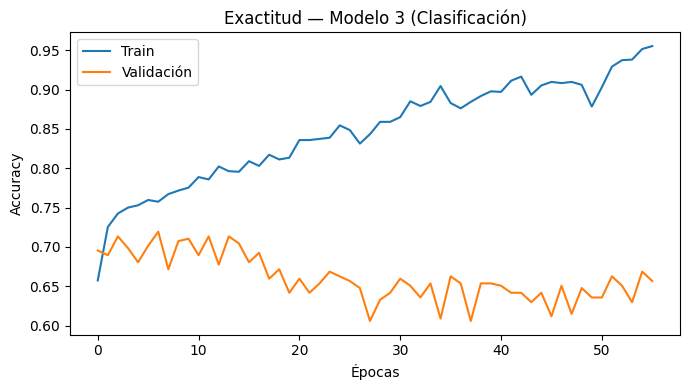 Exactitud — Modelo 3 (Clasificación)
Train
Validación
Accuracy
0.95
0.90
0.85
0.80
0.75
0.70
0.65
0.60
0
10
20
30
40
50
Épocas